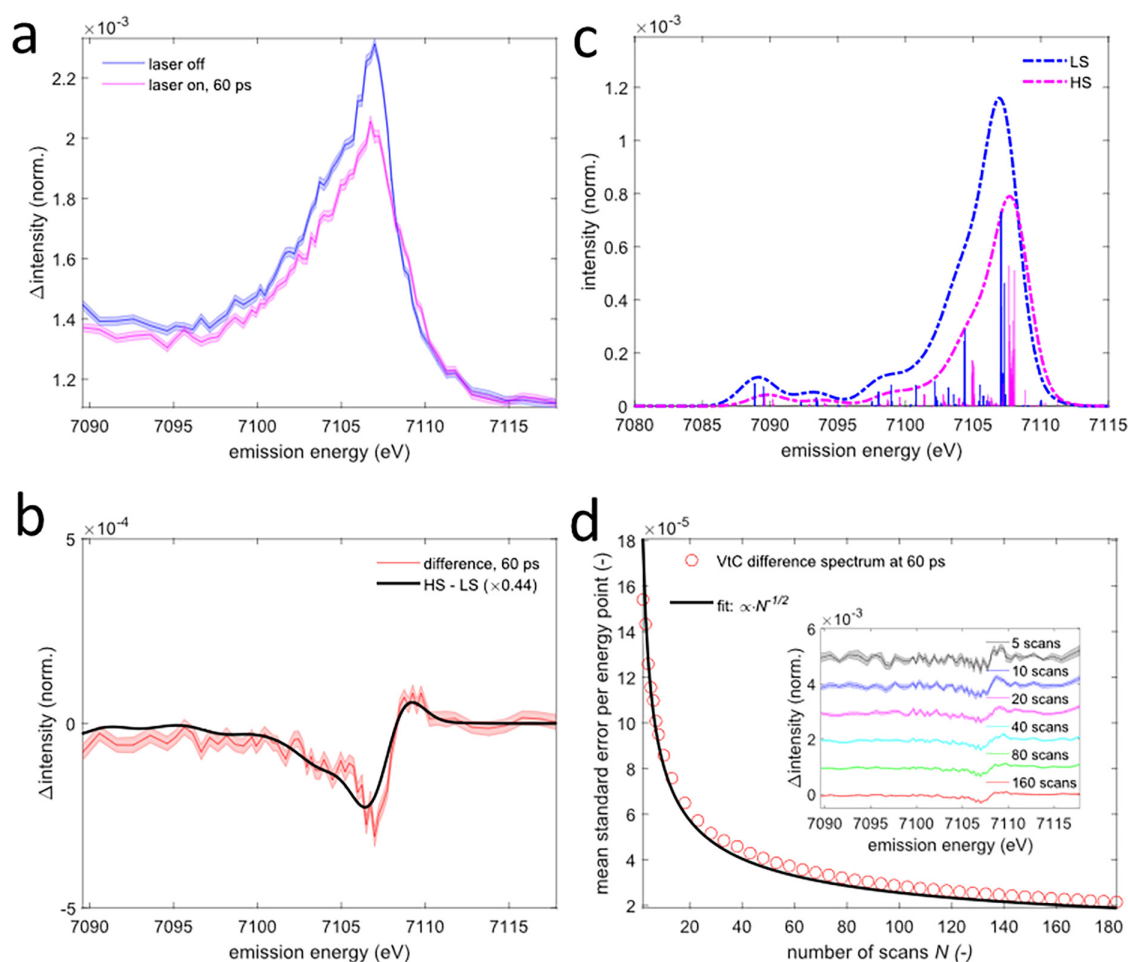 a
×10⁻³
laser off
laser on, 60 ps
2.2
2
1.8
1.6
1.4
1.2
Δintensity (norm.)
7090 7095 7100 7105 7110 7115
emission energy (eV)
c
×10⁻³
LS
HS
1.2
1
0.8
0.6
0.4
0.2
0
intensity (norm.)
7080 7085 7090 7095 7100 7105 7110 7115
emission energy (eV)
b
×10⁻⁴
5
0
-5
difference, 60 ps
HS - LS (×0.44)
Δintensity (norm.)
7090 7095 7100 7105 7110 7115
emission energy (eV)
d
×10⁻⁵
18
16
14
12
10
8
6
4
2
mean standard error per energy point (-)
VtC difference spectrum at 60 ps
fit: ∝·N⁻¹/²
×10⁻³
6
4
2
0
Δintensity (norm.)
5 scans
10 scans
20 scans
40 scans
80 scans
160 scans
7090 7095 7100 7105 7110 7115
emission energy (eV)
20 40 60 80 100 120 140 160 180
number of scans N (-)